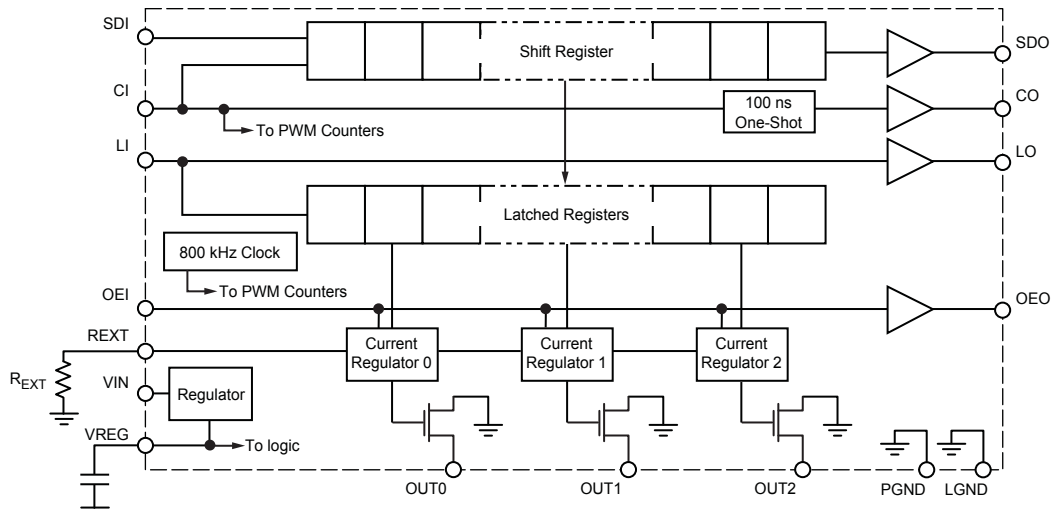 SDI
Shift Register
SDO
CI
100 ns
One-Shot
CO
To PWM Counters
LI
LO
Latched Registers
800 kHz Clock
To PWM Counters
OEI
OEO
REXT
Current
Regulator 0
Current
Regulator 1
Current
Regulator 2
REXT
VIN
Regulator
VREG
To logic
OUT0
OUT1
OUT2
PGND
LGND